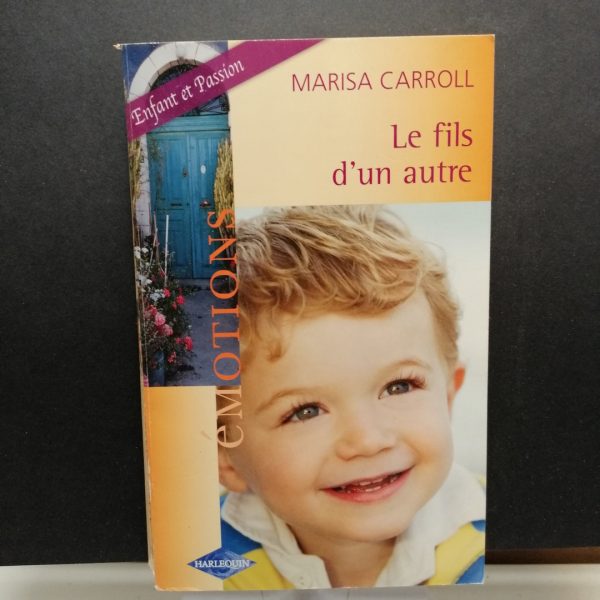 Enfant et Passion
MARISA CARROLL
Le fils
d'un autre
éMOTIONS
HARLEQUIN